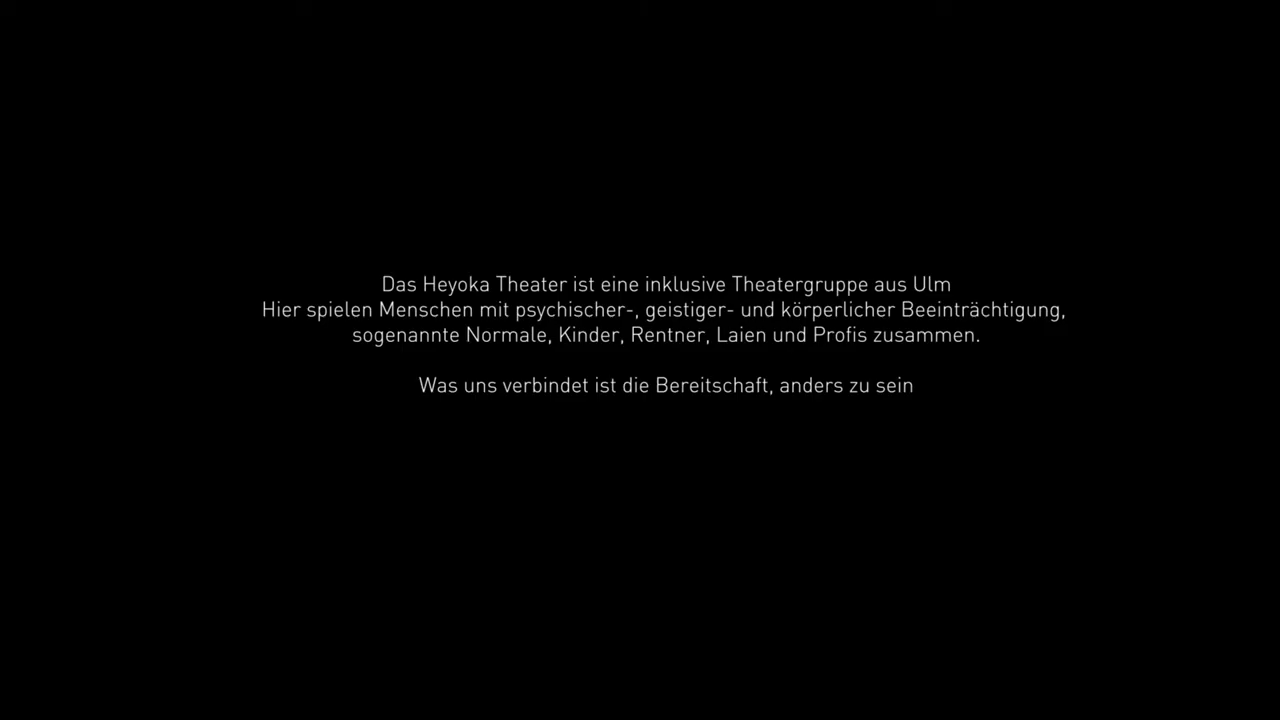 Das Heyoka Theater ist eine inklusive Theatergruppe aus Ulm
Hier spielen Menschen mit psychischer-, geistiger- und körperlicher Beeinträchtigung,
sogenannte Normale, Kinder, Rentner, Laien und Profis zusammen.
Was uns verbindet ist die Bereitschaft, anders zu sein